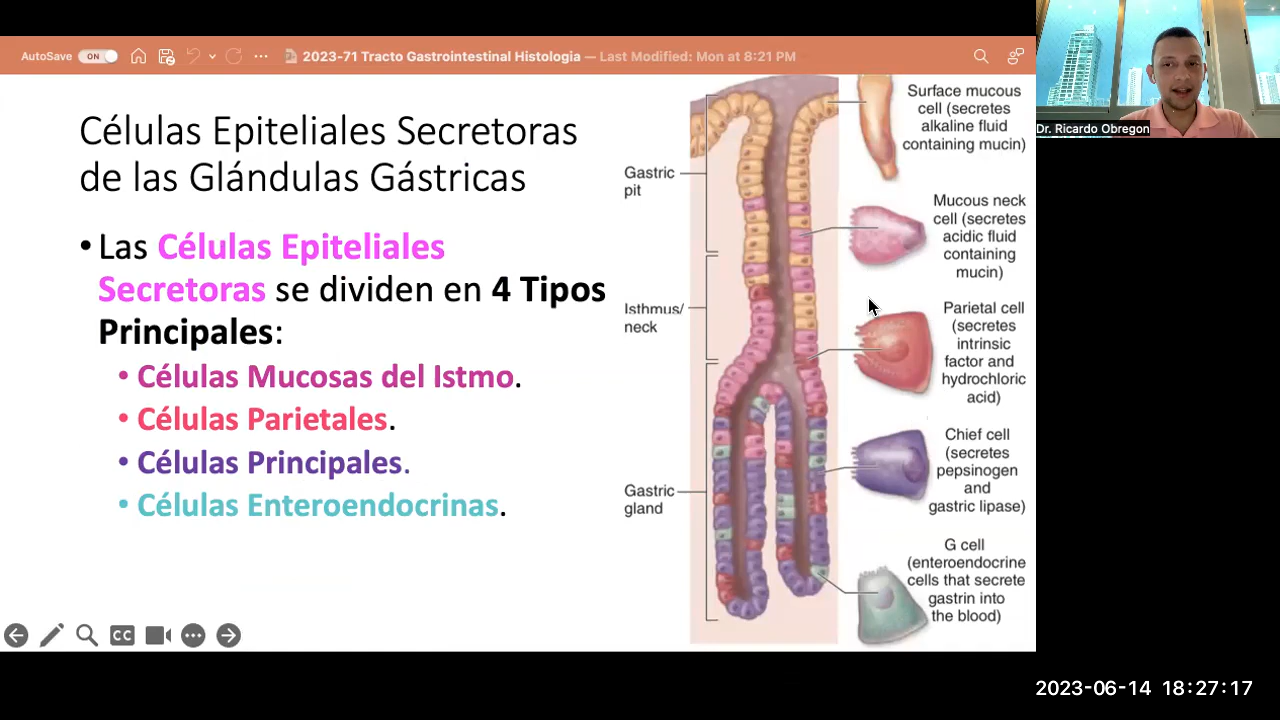 AutoSave ON
2023-71 Tracto Gastrointestinal Histologia — Last Modified: Mon at 8:21 PM
Dr. Ricardo Obregon
Células Epiteliales Secretoras
de las Glándulas Gástricas
• Las Células Epiteliales
Secretoras se dividen en 4 Tipos
Principales:
• Células Mucosas del Istmo.
• Células Parietales.
• Células Principales.
• Células Enteroendocrinas.
Gastric
pit
Isthmus/
neck
Gastric
gland
Surface mucous
cell (secretes
alkaline fluid
containing mucin)
Mucous neck
cell (secretes
acidic fluid
containing
mucin)
Parietal cell
(secretes
intrinsic
factor and
hydrochloric
acid)
Chief cell
(secretes
pepsinogen
and
gastric lipase)
G cell
(enteroendocrine
cells that secrete
gastrin into
the blood)
CC
2023-06-14 18:27:17